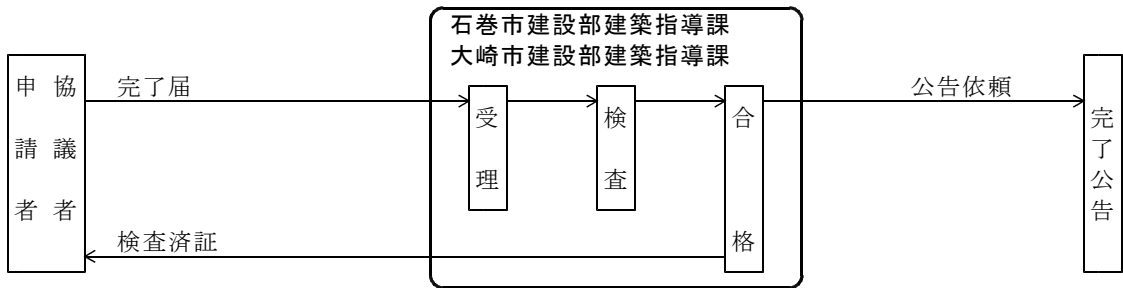 石巻市建設部建築指導課
大崎市建設部建築指導課
協議者
申請者
完了届
受理
検査
合格
公告依頼
完了公告
検査済証